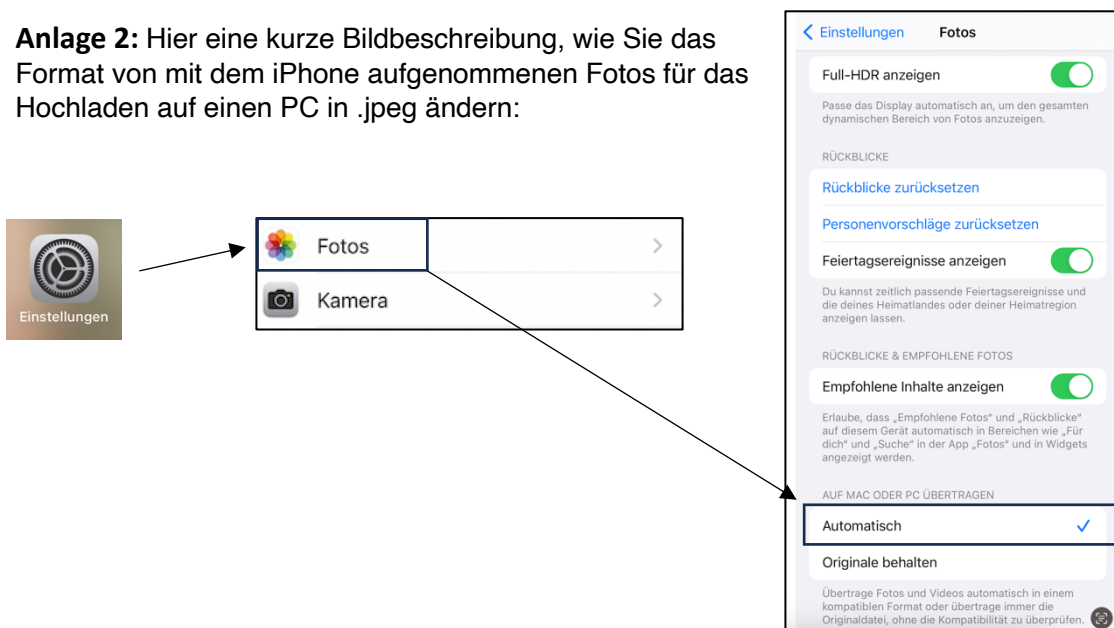 Anlage 2: Hier eine kurze Bildbeschreibung, wie Sie das
Format von mit dem iPhone aufgenommenen Fotos für das
Hochladen auf einen PC in .jpeg ändern:
Einstellungen
Fotos
Kamera
Einstellungen Fotos
Full-HDR anzeigen
Passe das Display automatisch an, um den gesamten
dynamischen Bereich von Fotos anzuzeigen.
RÜCKBLICKE
Rückblicke zurücksetzen
Personenvorschläge zurücksetzen
Feiertagsereignisse anzeigen
Du kannst zeitlich passende Feiertagsereignisse und
die deines Heimatlandes oder deiner Heimatregion
anzeigen lassen.
RÜCKBLICKE & EMPFOHLENE FOTOS
Empfohlene Inhalte anzeigen
Erlaube, dass „Empfohlene Fotos“ und „Rückblicke“
auf diesem Gerät automatisch in Bereichen wie „Für
dich“ und „Suche“ in der App „Fotos“ und in Widgets
angezeigt werden.
AUF MAC ODER PC ÜBERTRAGEN
Automatisch
Originale behalten
Übertrage Fotos und Videos automatisch in einem
kompatiblen Format oder übertrage immer die
Originaldatei, ohne die Kompatibilität zu überprüfen.